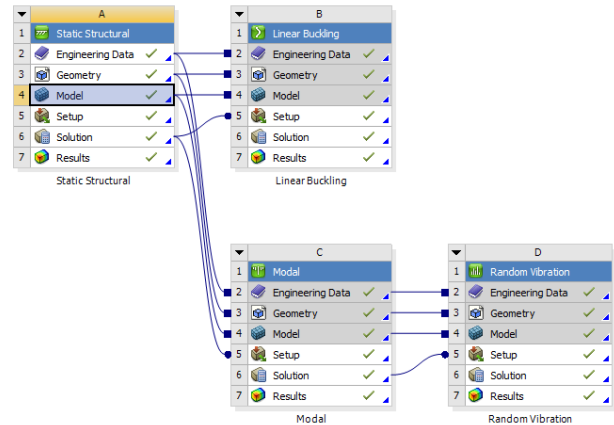 A
1 Static Structural
2 Engineering Data
3 Geometry
4 Model
5 Setup
6 Solution
7 Results
Static Structural
B
1 Linear Buckling
2 Engineering Data
3 Geometry
4 Model
5 Setup
6 Solution
7 Results
Linear Buckling
C
1 Modal
2 Engineering Data
3 Geometry
4 Model
5 Setup
6 Solution
7 Results
Modal
D
1 Random Vibration
2 Engineering Data
3 Geometry
4 Model
5 Setup
6 Solution
7 Results
Random Vibration